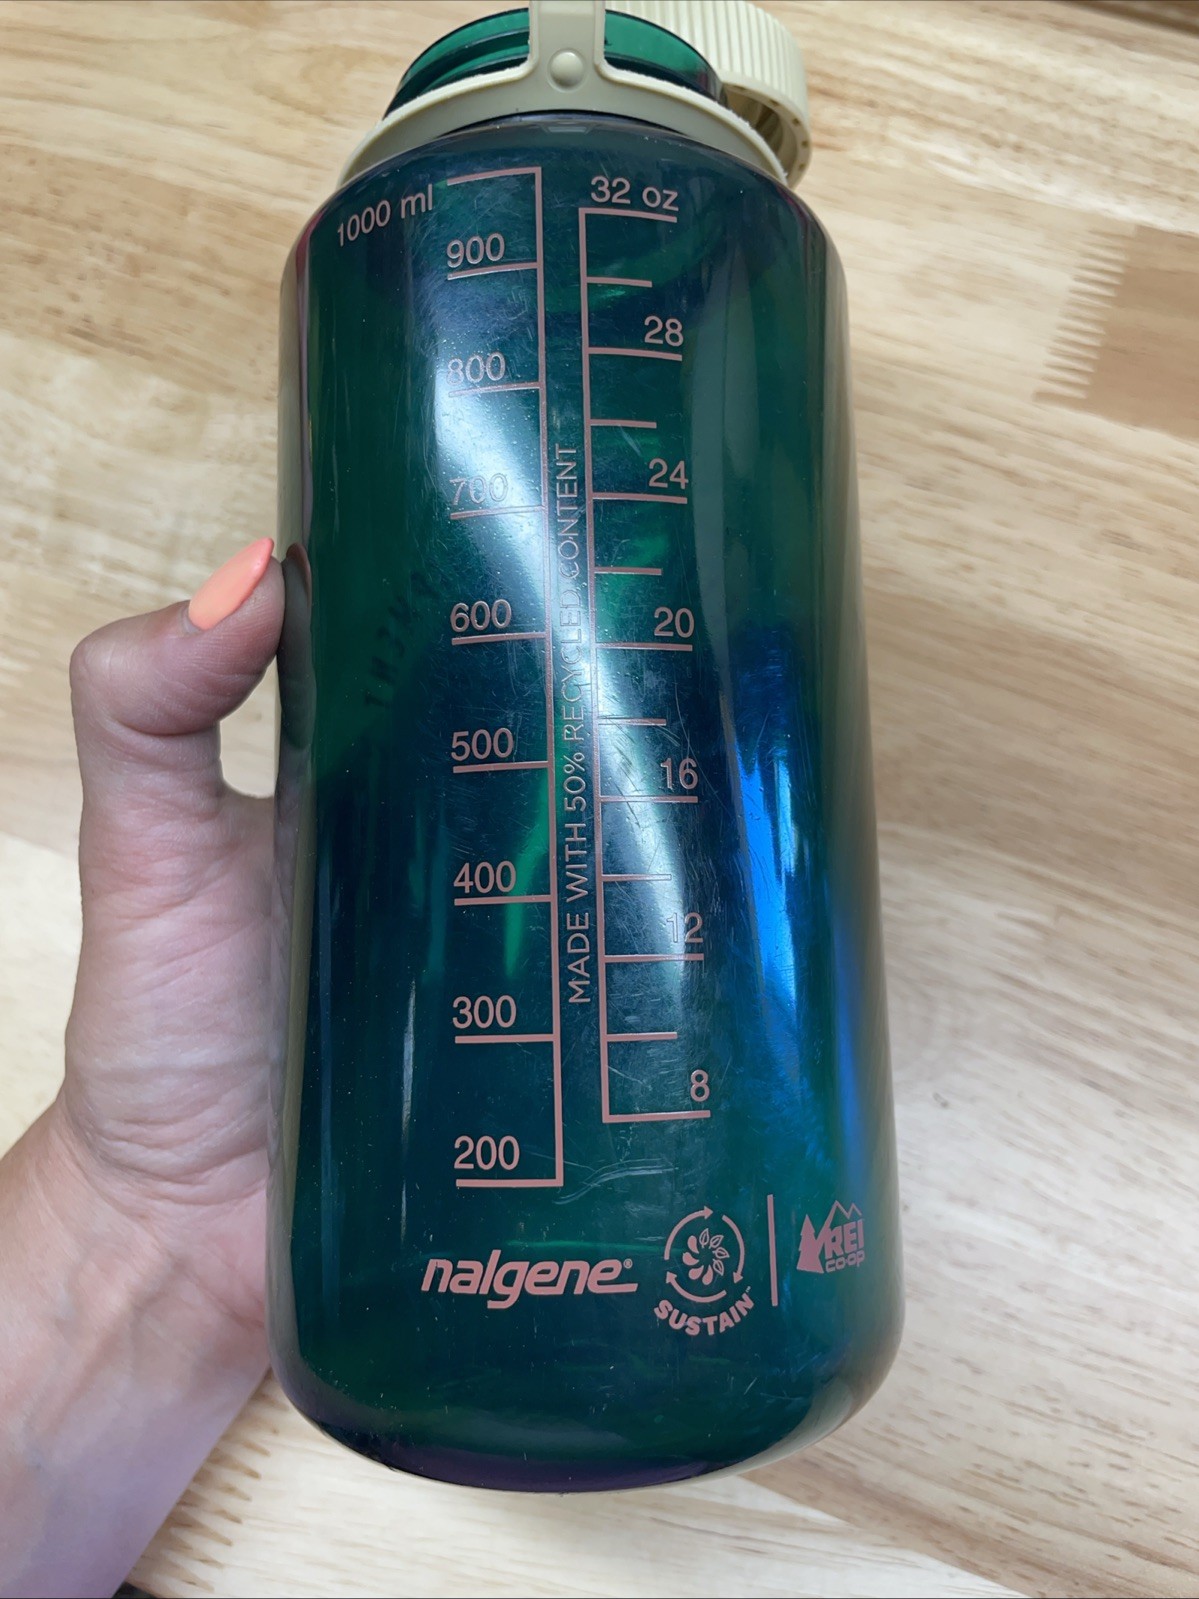 1000 ml
900
800
700
600
500
400
300
200
MADE WITH 50% RECYCLED CONTENT
32 oz
28
24
20
16
12
8
nalgene®
SUSTAIN™
REI
co-op